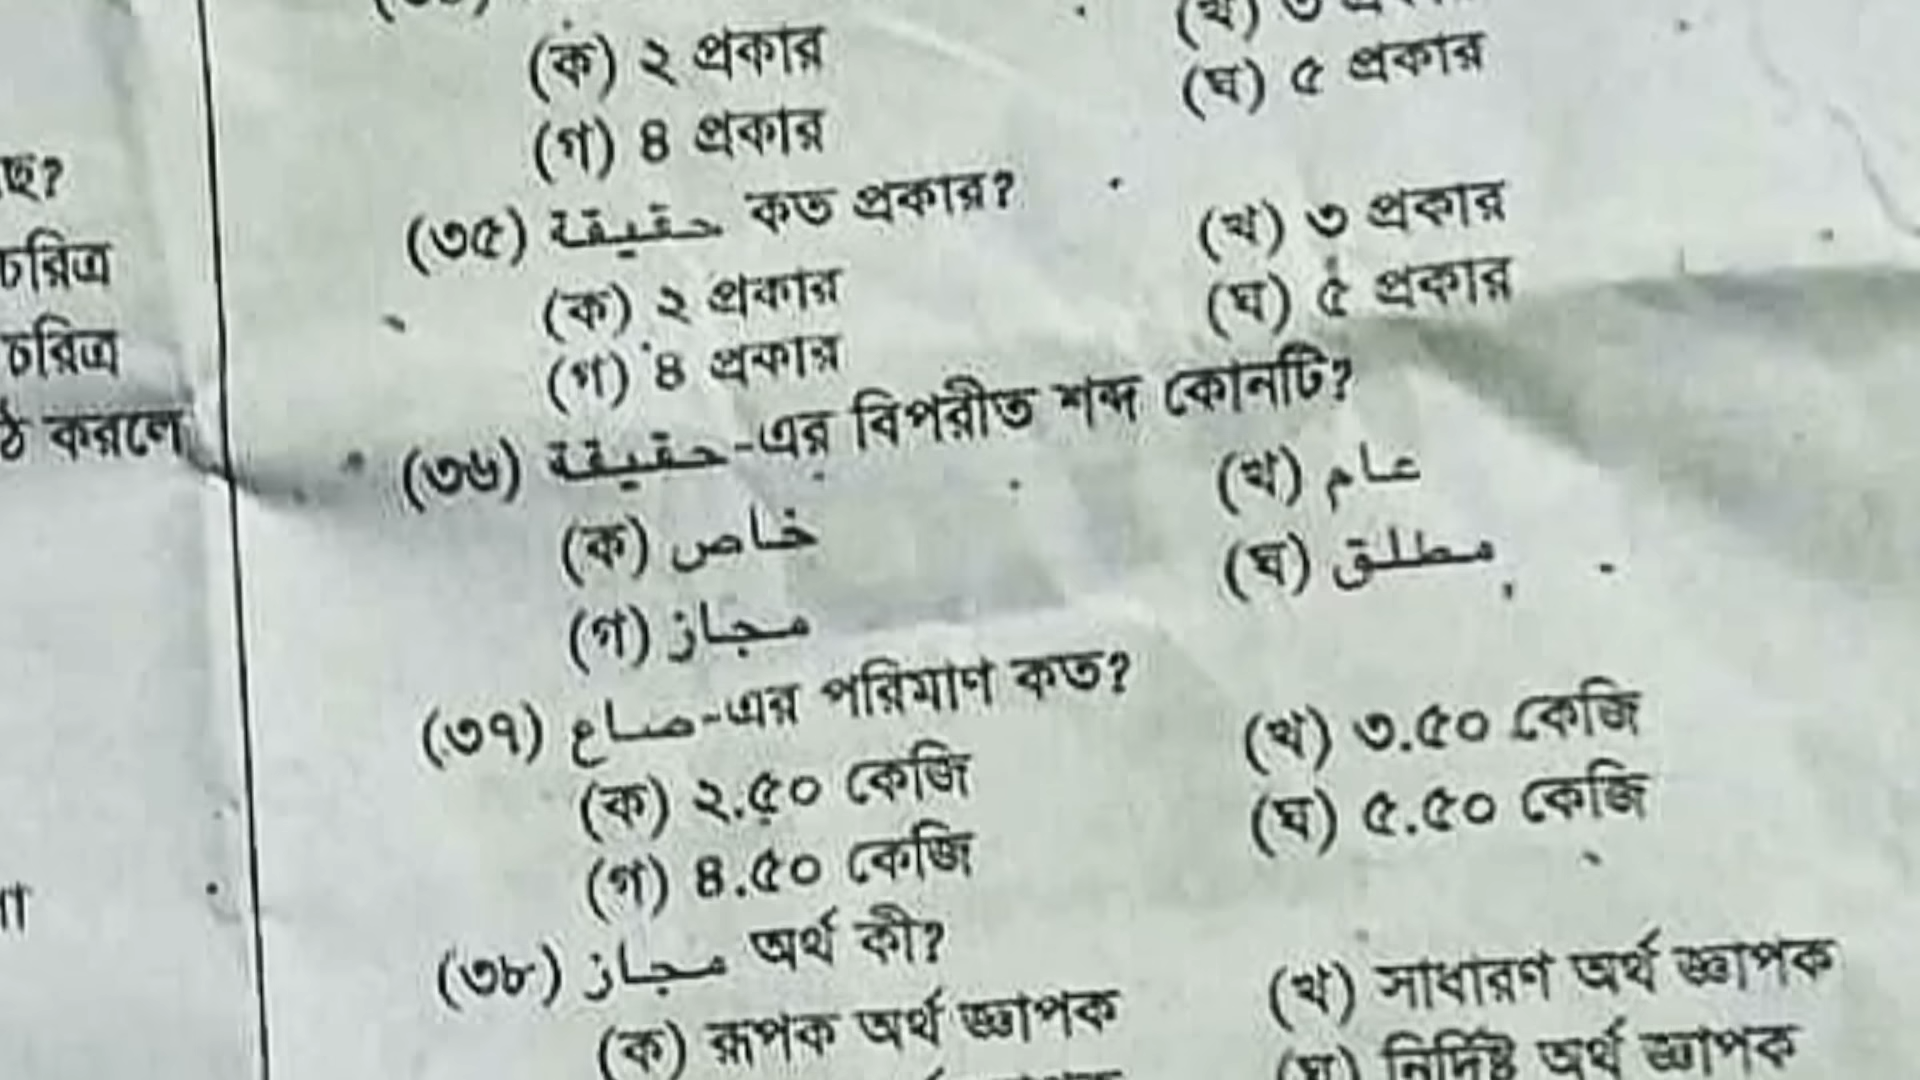 ছে?
চরিত্র
চরিত্র
ঠ করলে
(ক) ২ প্রকার
(ঘ) ৫ প্রকার
(গ) ৪ প্রকার
(৩৫) حقيقة কত প্রকার?
(ক) ২ প্রকার
(খ) ৩ প্রকার
(গ) ৪ প্রকার
(ঘ) ৫ প্রকার
(৩৬) حقيقة-এর বিপরীত শব্দ কোনটি?
(ক) خاص
(খ) عام
(গ) مجاز
(ঘ) مطلق
(৩৭) صاع-এর পরিমাণ কত?
(ক) ২.৫০ কেজি
(খ) ৩.৫০ কেজি
(গ) ৪.৫০ কেজি
(ঘ) ৫.৫০ কেজি
(৩৮) مجاز অর্থ কী?
(ক) রূপক অর্থ জ্ঞাপক
(খ) সাধারণ অর্থ জ্ঞাপক
(ঘ) নির্দিষ্ট অর্থ জ্ঞাপক